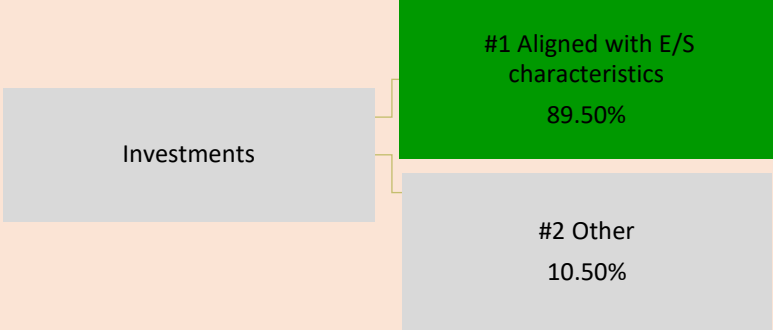 Investments
#1 Aligned with E/S
characteristics
89.50%
#2 Other
10.50%